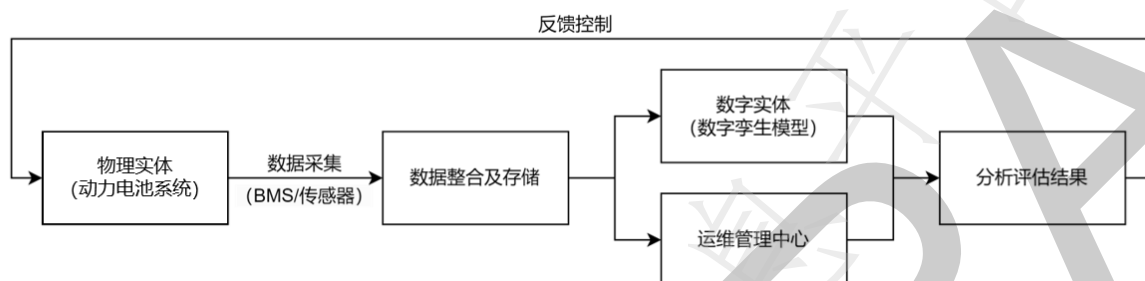 反馈控制
物理实体
(动力电池系统)
数据采集
(BMS/传感器)
数据整合及存储
数字实体
(数字孪生模型)
运维管理中心
分析评估结果